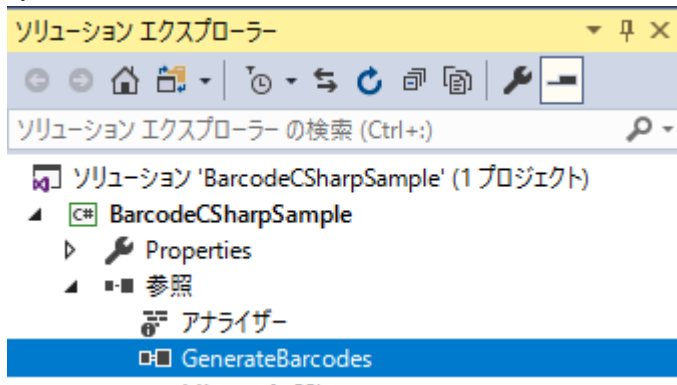 ソリューション エクスプローラー
ソリューション エクスプローラー の検索 (Ctrl+:)
ソリューション 'BarcodeCSharpSample' (1 プロジェクト)
C# BarcodeCSharpSample
Properties
参照
アナライザー
GenerateBarcodes